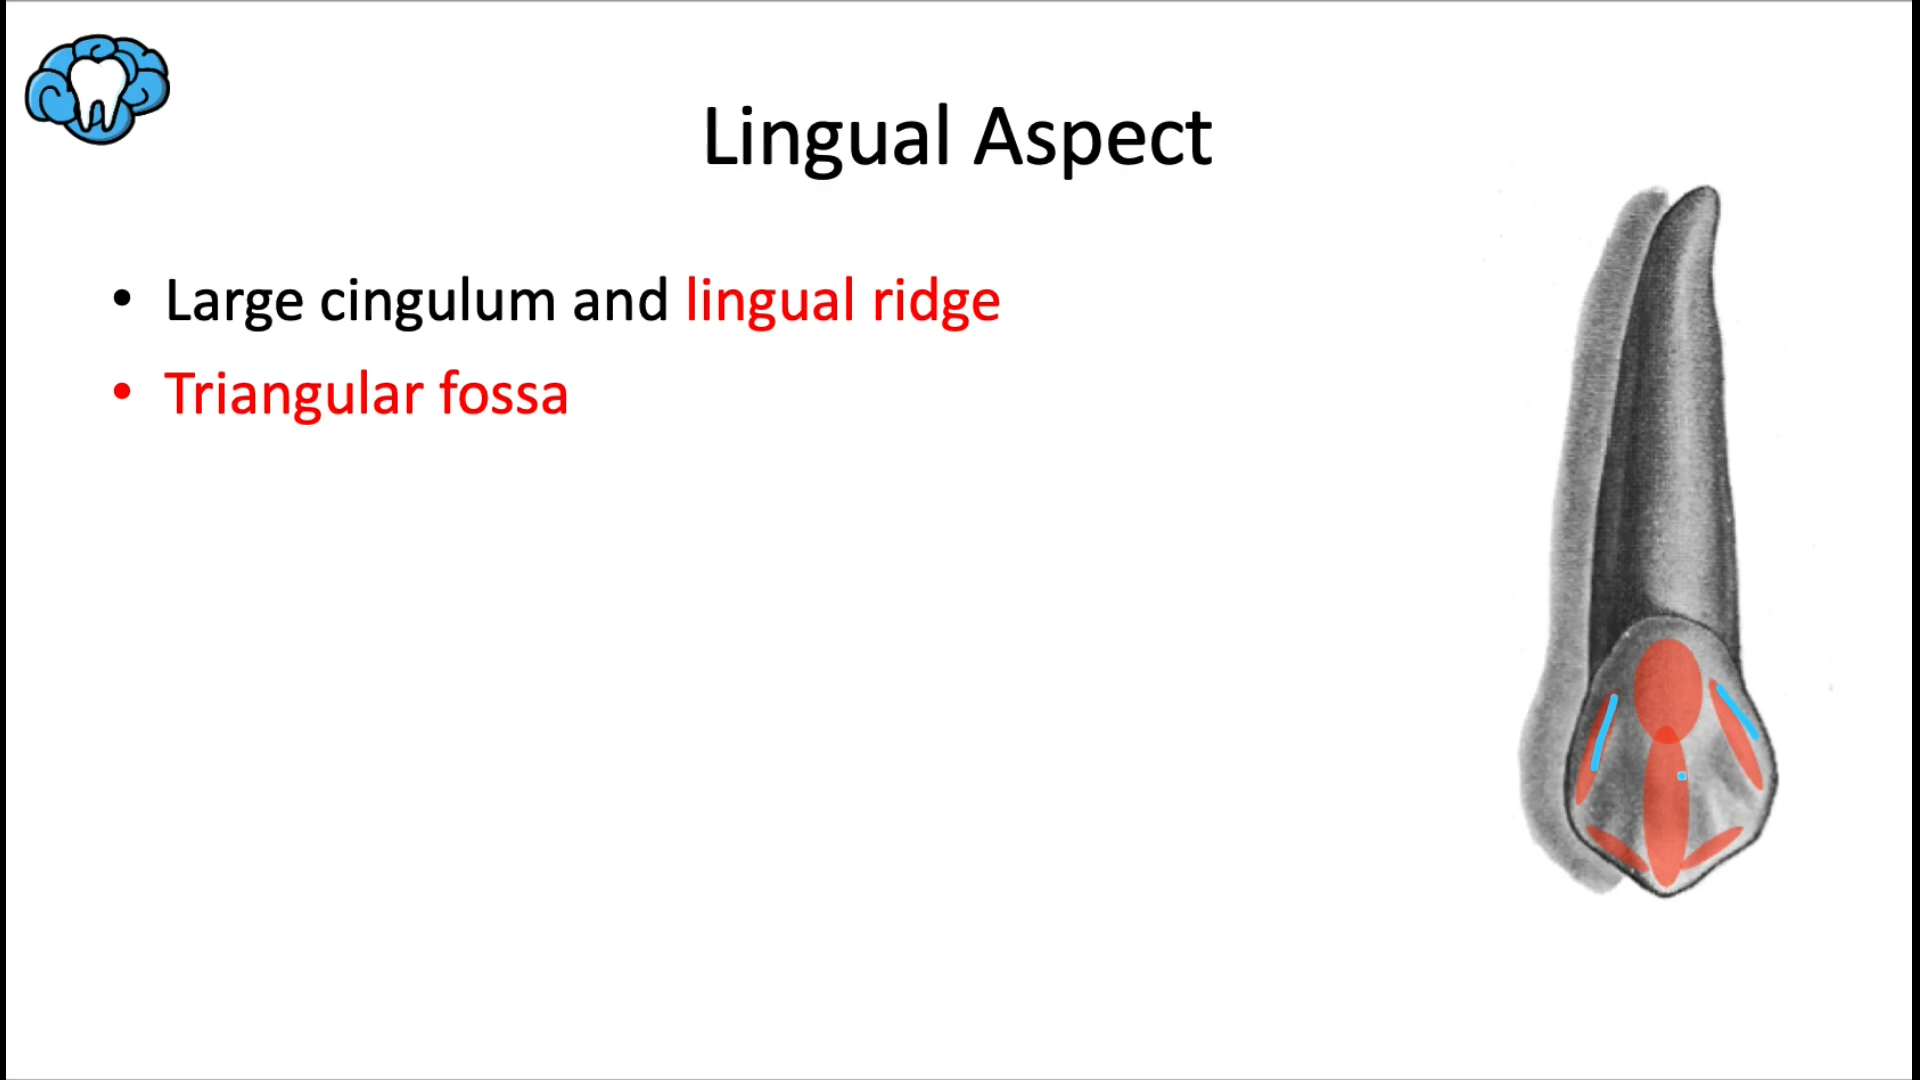 Lingual Aspect
• Large cingulum and lingual ridge
• Triangular fossa